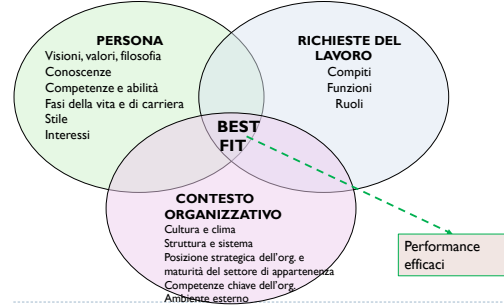 PERSONA
Visioni, valori, filosofia
Conoscenze
Competenze e abilità
Fasi della vita e di carriera
Stile
Interessi
RICHIESTE DEL
LAVORO
Compiti
Funzioni
Ruoli
BEST
FIT
CONTESTO
ORGANIZZATIVO
Cultura e clima
Struttura e sistema
Posizione strategica dell'org. e
maturità del settore di appartenenza
Competenze chiave dell'org.
Ambiente esterno
Performance
efficaci